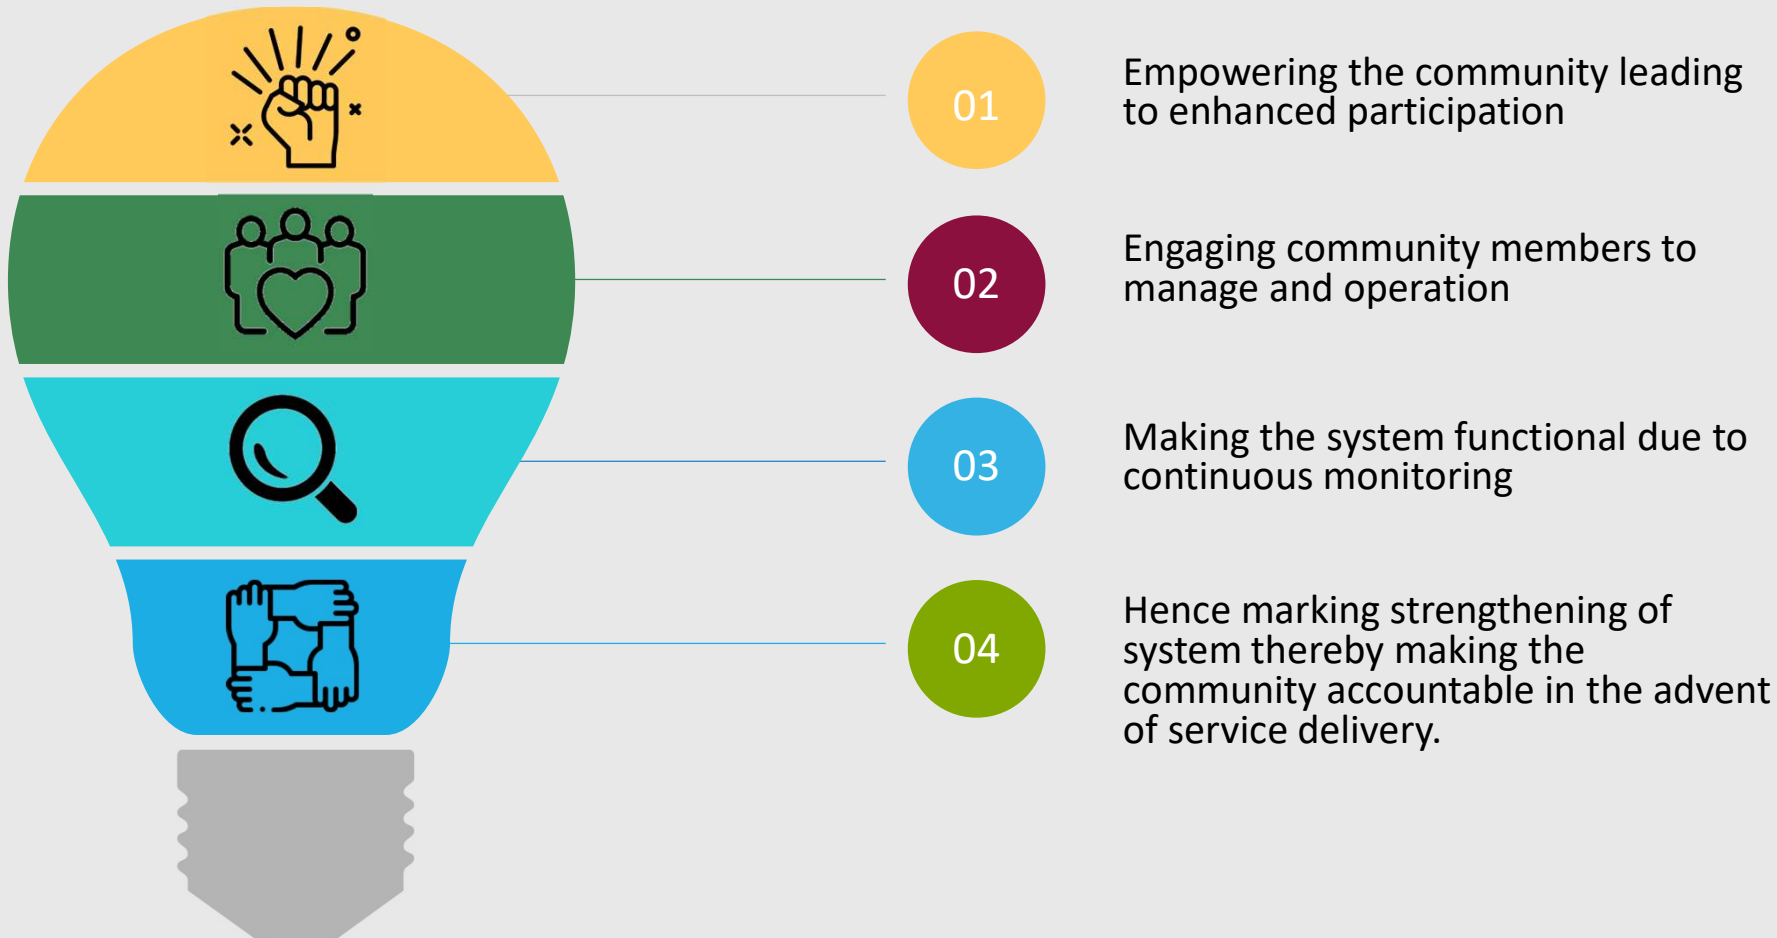 01
Empowering the community leading
to enhanced participation
02
Engaging community members to
manage and operation
03
Making the system functional due to
continuous monitoring
04
Hence marking strengthening of
system thereby making the
community accountable in the advent
of service delivery.